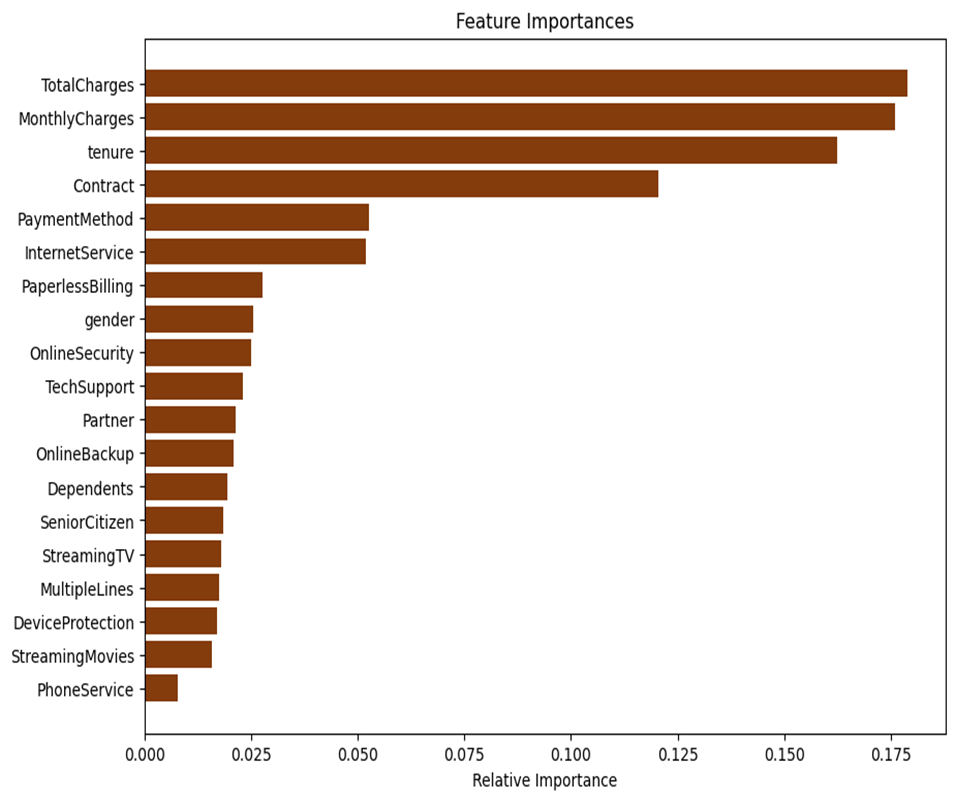 Feature Importances
TotalCharges
MonthlyCharges
tenure
Contract
PaymentMethod
InternetService
PaperlessBilling
gender
OnlineSecurity
TechSupport
Partner
OnlineBackup
Dependents
SeniorCitizen
StreamingTV
MultipleLines
DeviceProtection
StreamingMovies
PhoneService
0.000 0.025 0.050 0.075 0.100 0.125 0.150 0.175
Relative Importance